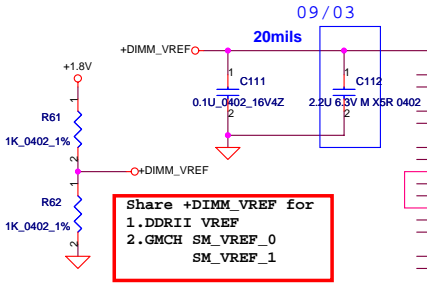 09/03
20mils
+DIMM_VREF
+1.8V
1
1
C111
C112
0.1U_0402_16V4Z
2.2U 6.3V M X5R 0402
2
2
1
R61
1K_0402_1%
2
+DIMM_VREF
1
R62
1K_0402_1%
2
Share +DIMM_VREF for
1.DDRII VREF
2.GMCH SM_VREF_0
SM_VREF_1